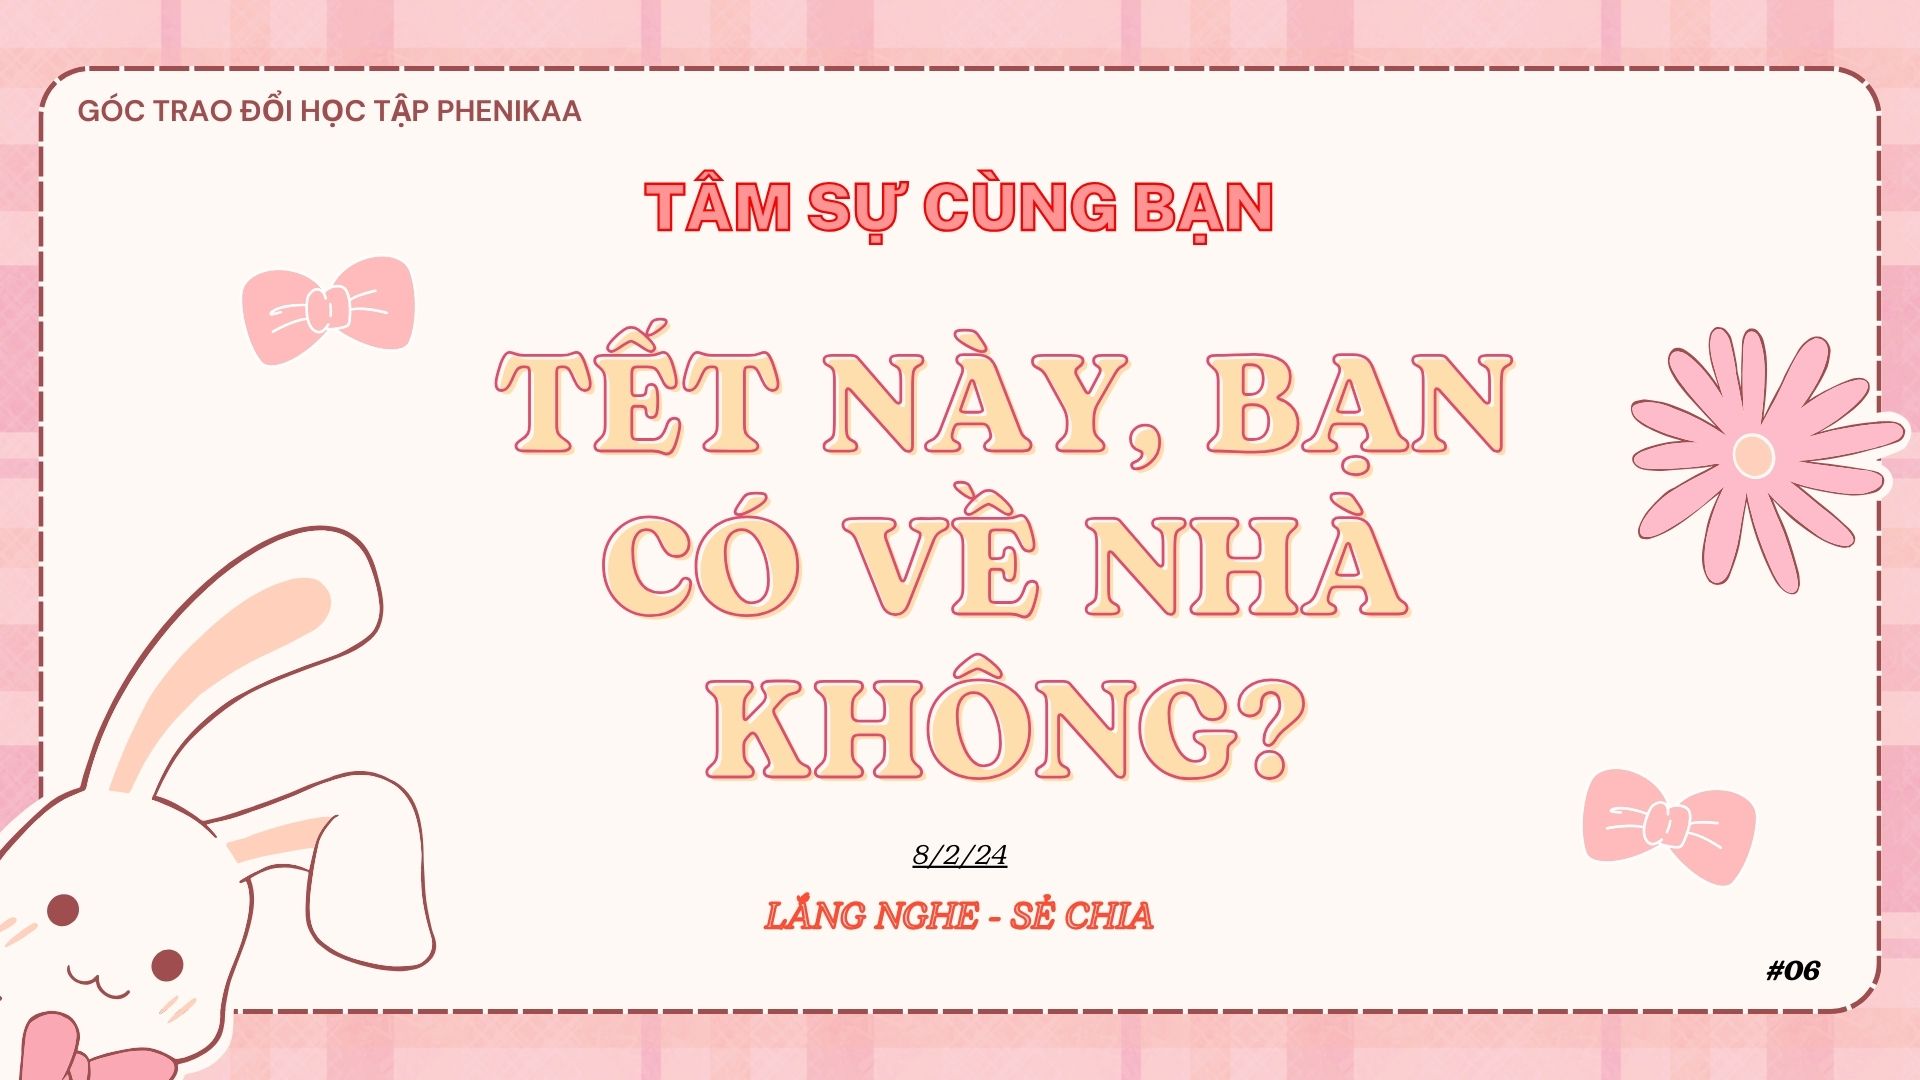 GÓC TRAO ĐỔI HỌC TẬP PHENIKAA
TÂM SỰ CÙNG BẠN
TẾT NÀY, BẠN
CÓ VỀ NHÀ
KHÔNG?
8/2/24
LẮNG NGHE - SẺ CHIA
#06